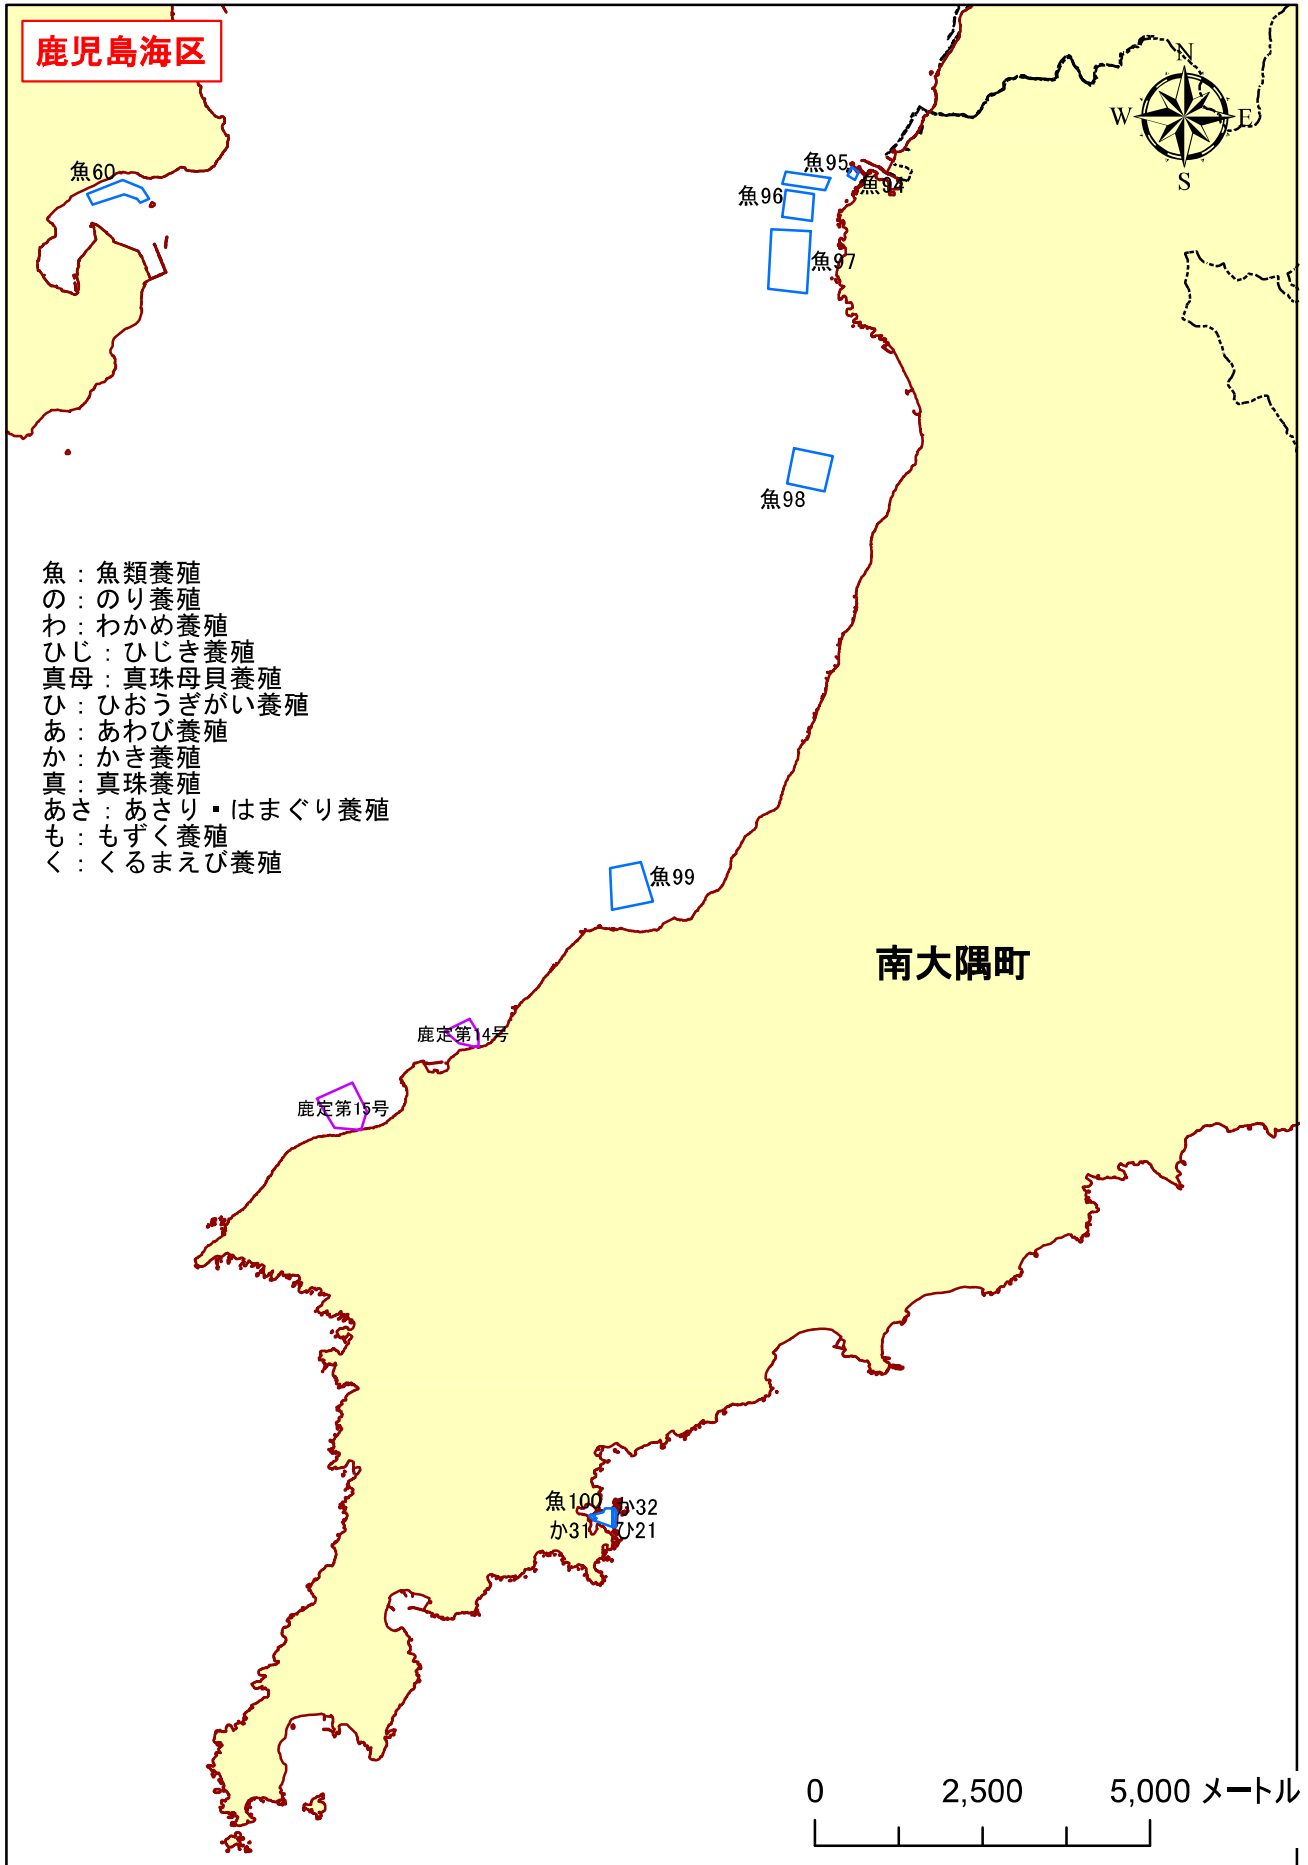 鹿児島海区
N
W
E
S
魚60
魚95
魚94
魚96
魚97
魚98
魚：魚類養殖
の：のり養殖
わ：わかめ養殖
ひじ：ひじき養殖
真母：真珠母貝養殖
ひ：ひおうぎがい養殖
あ：あわび養殖
か：かき養殖
真：真珠養殖
あさ：あさり・はまぐり養殖
も：もずく養殖
く：くるまえび養殖
魚99
南大隅町
鹿定第14号
鹿定第15号
魚100
か32
か31
ひ21
0 2,500 5,000 メートル